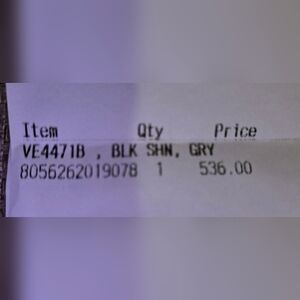 Item Qty Price
VE4471B , BLK SHN, GRY
8056262019078 1 536.00